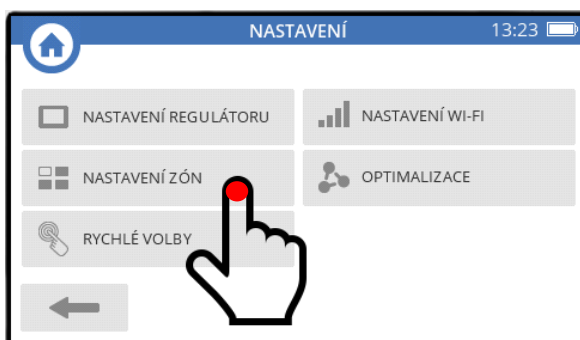 NASTAVENÍ 13:23
NASTAVENÍ REGULÁTORU
NASTAVENÍ WI-FI
NASTAVENÍ ZÓN
OPTIMALIZACE
RYCHLÉ VOLBY